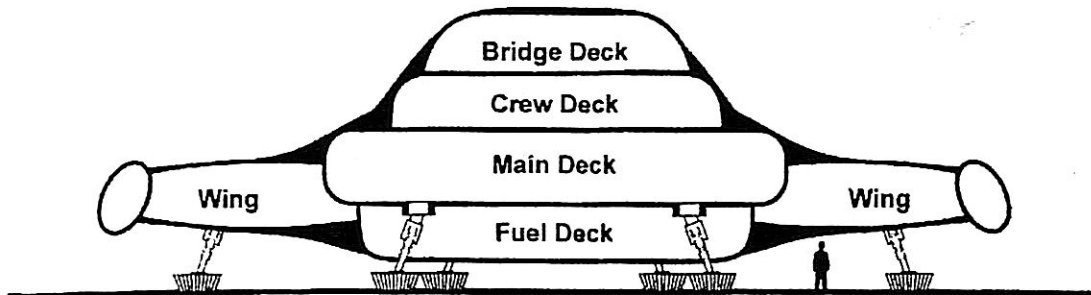 Bridge Deck
Crew Deck
Main Deck
Wing
Wing
Fuel Deck